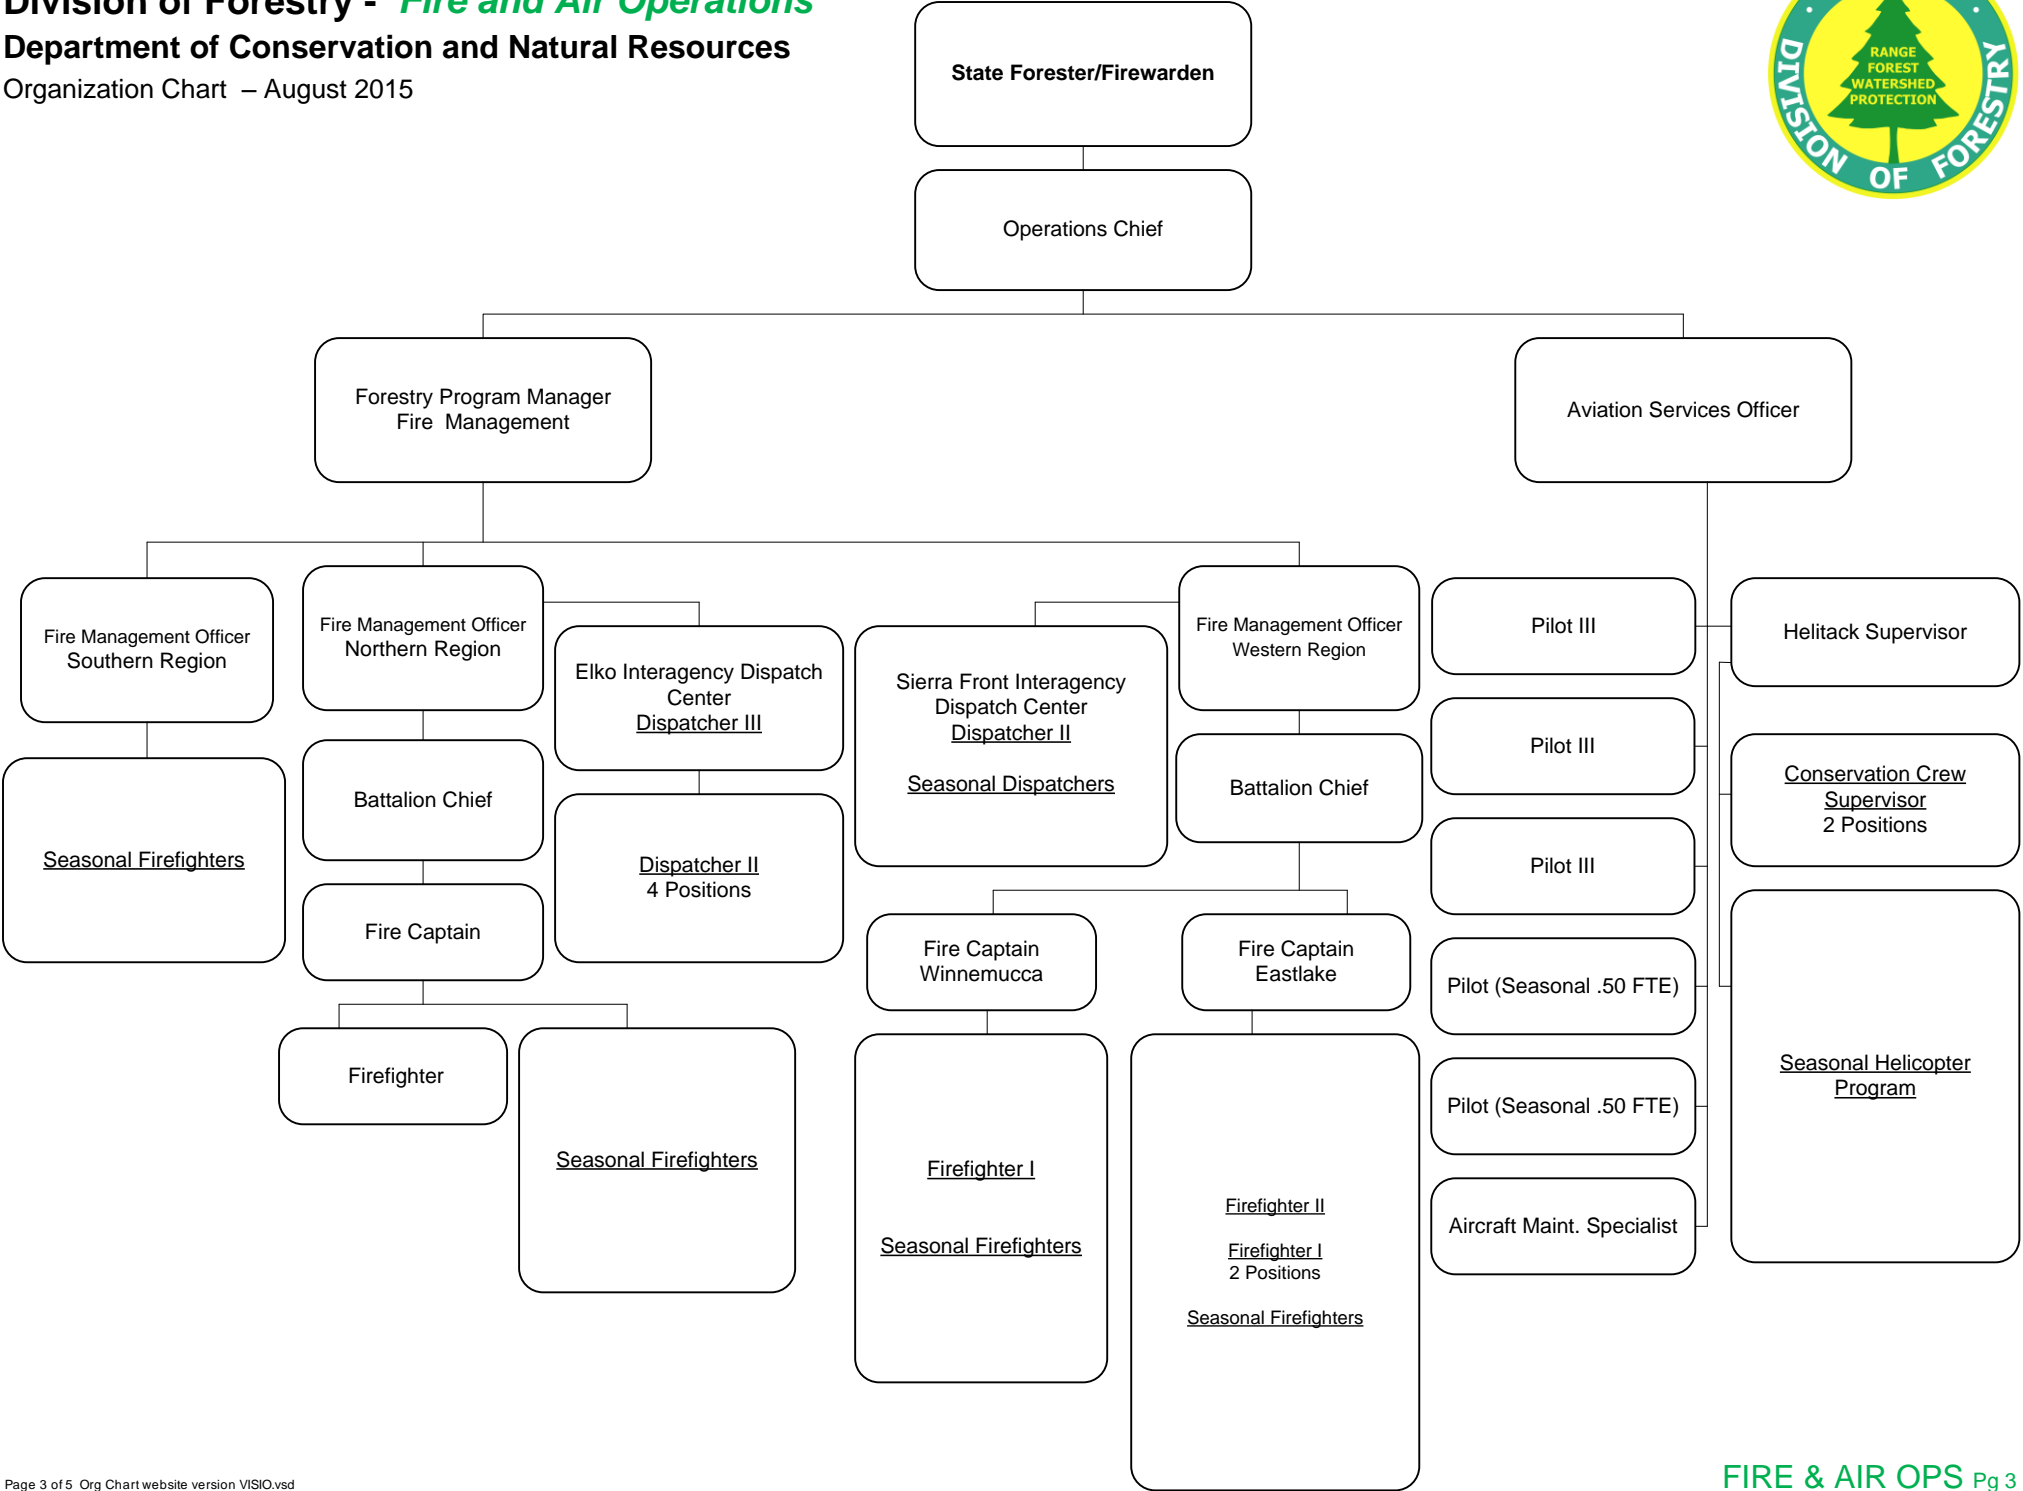 Division of Forestry - Fire and Air Operations
Department of Conservation and Natural Resources
Organization Chart – August 2015
RANGE
FOREST
WATERSHED
PROTECTION
DIVISION OF FORESTRY
State Forester/Firewarden
Operations Chief
Forestry Program Manager
Fire Management
Aviation Services Officer
Fire Management Officer
Southern Region
Seasonal Firefighters
Fire Management Officer
Northern Region
Battalion Chief
Fire Captain
Firefighter
Seasonal Firefighters
Elko Interagency Dispatch
Center
Dispatcher III
Dispatcher II
4 Positions
Sierra Front Interagency
Dispatch Center
Dispatcher II
Seasonal Dispatchers
Fire Management Officer
Western Region
Battalion Chief
Fire Captain
Winnemucca
Firefighter I
Seasonal Firefighters
Fire Captain
Eastlake
Firefighter II
Firefighter I
2 Positions
Seasonal Firefighters
Pilot III
Pilot III
Pilot III
Pilot (Seasonal .50 FTE)
Pilot (Seasonal .50 FTE)
Aircraft Maint. Specialist
Helitack Supervisor
Conservation Crew
Supervisor
2 Positions
Seasonal Helicopter
Program
Page 3 of 5 Org Chart website version VISIO.vsd
FIRE & AIR OPS Pg 3